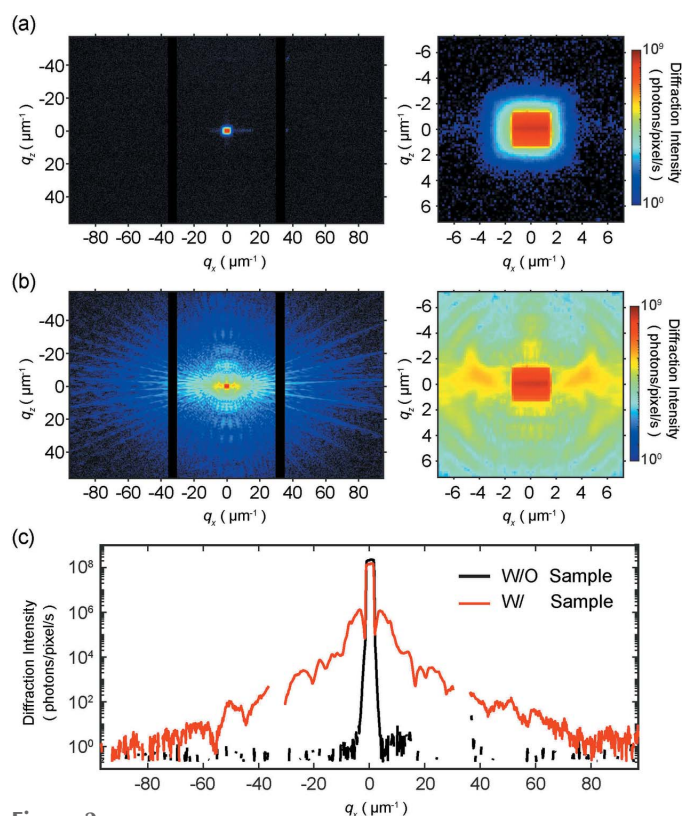 (a)
-40
-20
0
20
40
q_z ( µm⁻¹)
-80 -60 -40 -20 0 20 40 60 80
q_x ( µm⁻¹)
-6
-4
-2
0
2
4
6
q_z ( µm⁻¹)
-6 -4 -2 0 2 4 6
q_x ( µm⁻¹)
10⁹
10⁰
Diffraction Intensity
( photons/pixel/s)
(b)
-40
-20
0
20
40
q_z ( µm⁻¹)
-80 -60 -40 -20 0 20 40 60 80
q_x ( µm⁻¹)
-6
-4
-2
0
2
4
6
q_z ( µm⁻¹)
-6 -4 -2 0 2 4 6
q_x ( µm⁻¹)
10⁹
10⁰
Diffraction Intensity
( photons/pixel/s)
(c)
10⁸
10⁶
10⁴
10²
10⁰
Diffraction Intensity
( photons/pixel/s)
W/O Sample
W/ Sample
-80 -60 -40 -20 0 20 40 60 80
q_x ( µm⁻¹)